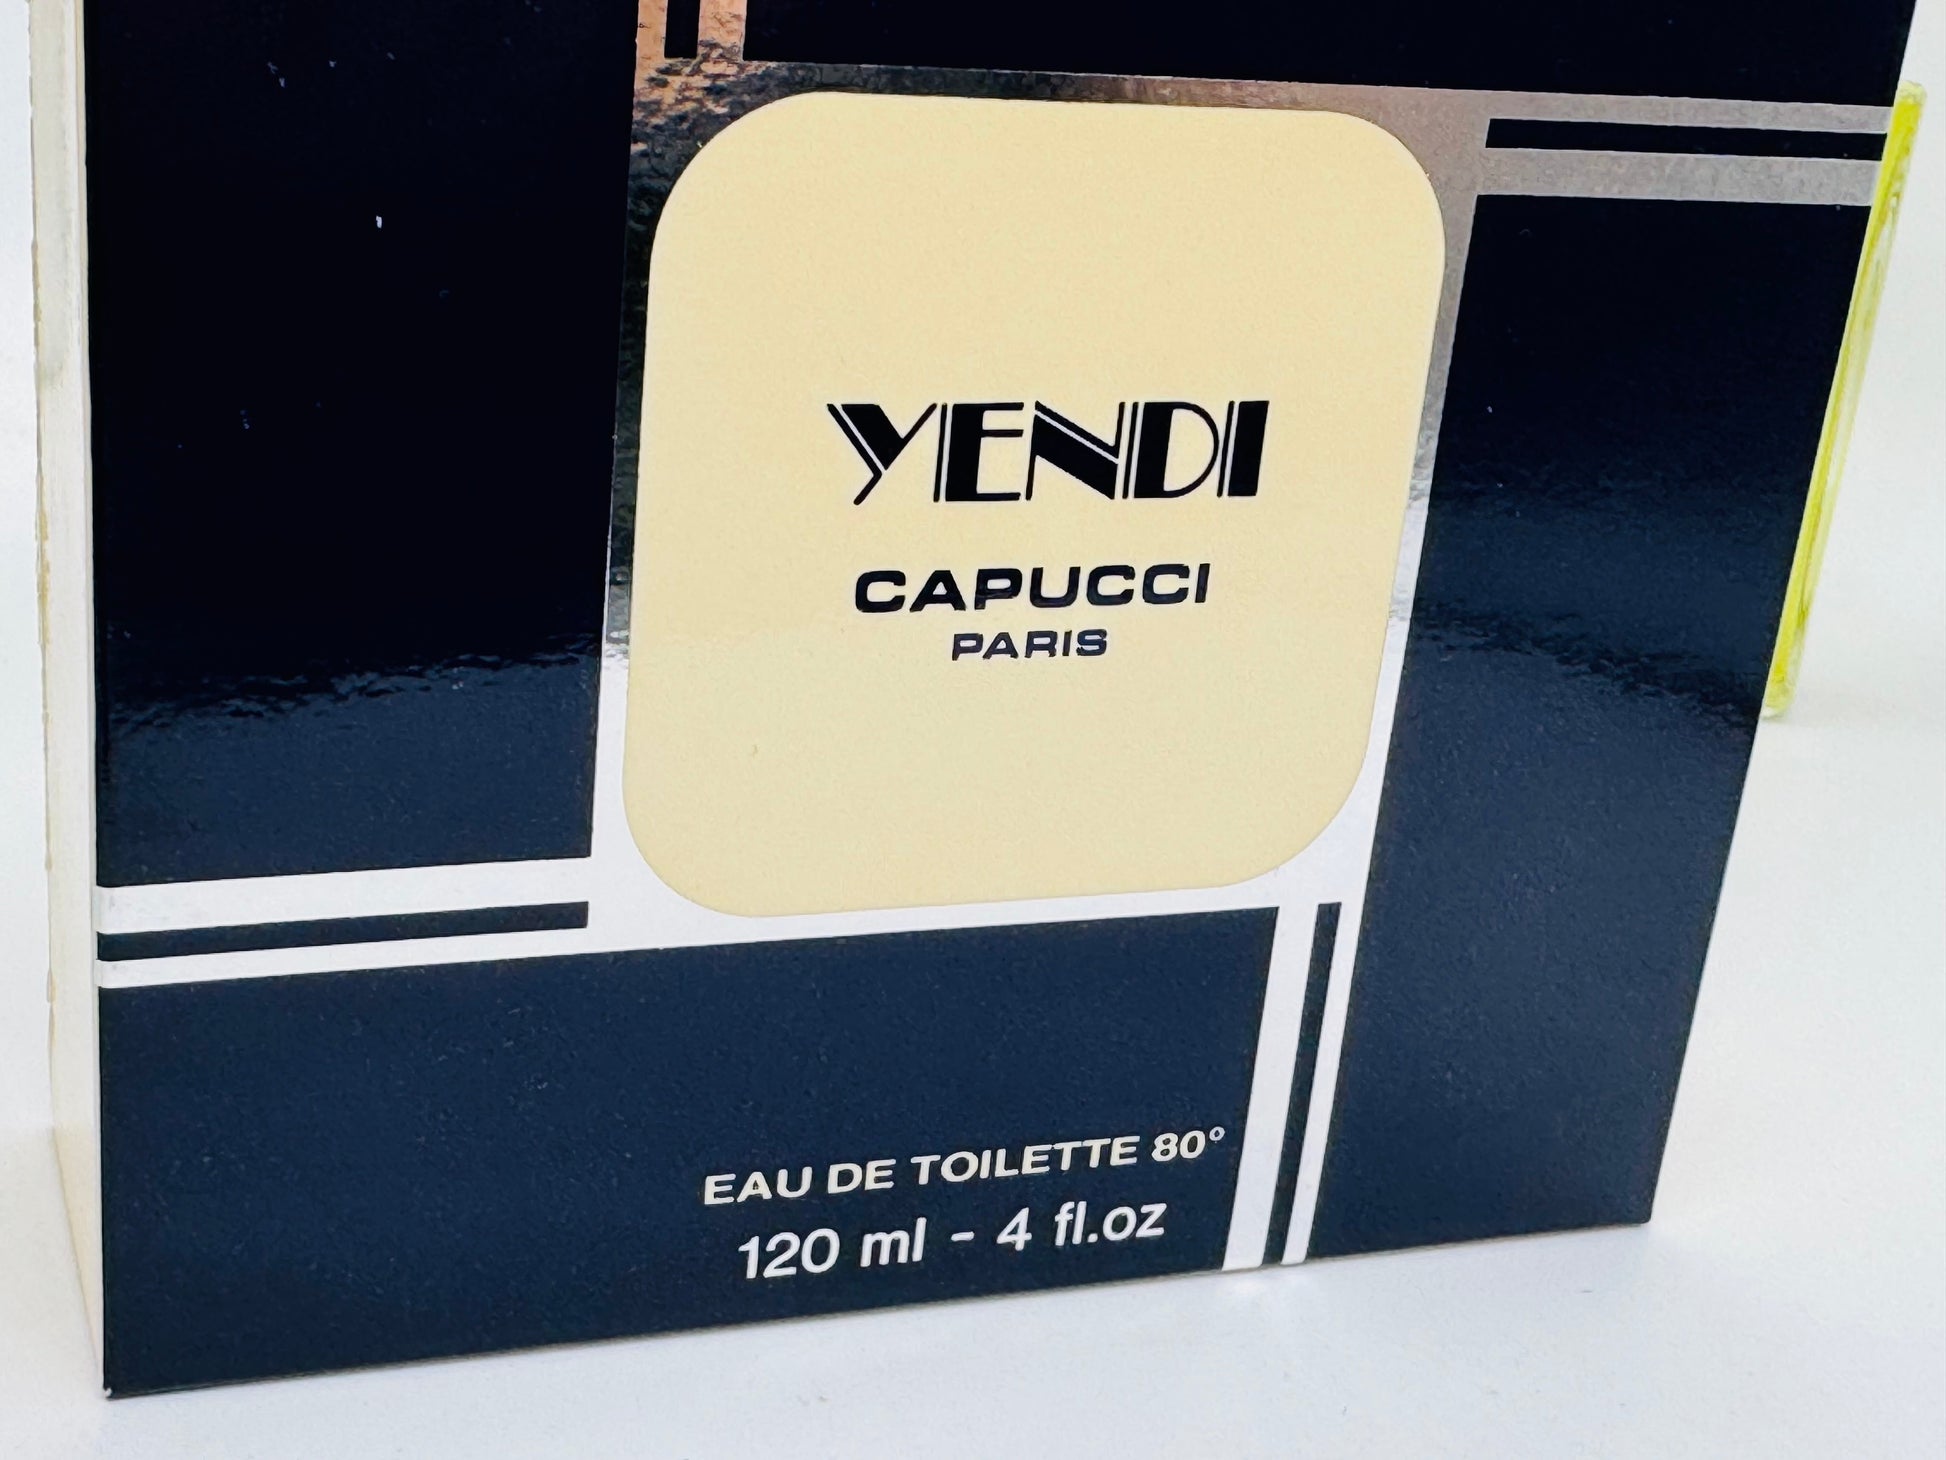 YENDI
CAPUCCI
PARIS
EAU DE TOILETTE 80°
120 ml - 4 fl.oz